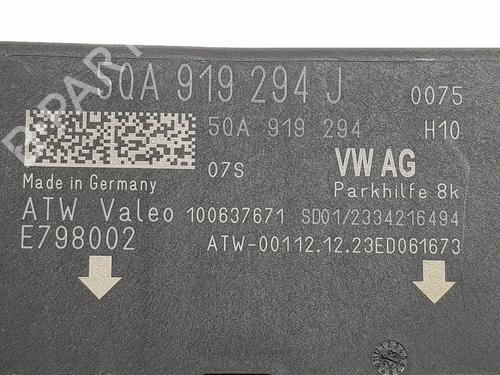 5QA 919 294 J 0075
5QA 919 294 H10
07S VW AG
Made in Germany Parkhilfe 8k
ATW Valeo 100637671 SD01/2334216494
E798002 ATW-00112.12.23ED061673